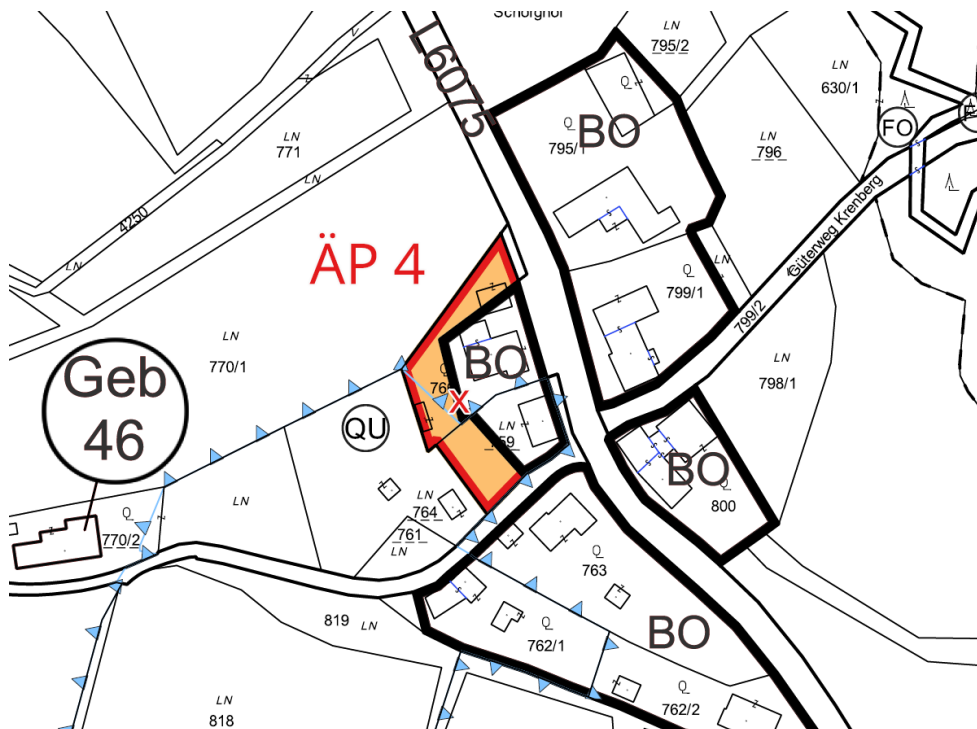 Schörghof
L6075
795/2
LN
630/1
FO
LN
771
BO
795/1
LN
796
LN
4250
LN
Güterweg Krenberg
ÄP 4
799/1
LN
799/2
LN
770/1
BO
798/1
Geb
46
X
QU
LN
759
BO
800
LN
LN
764
761
LN
770/2
763
819 LN
762/1
BO
LN
818
762/2